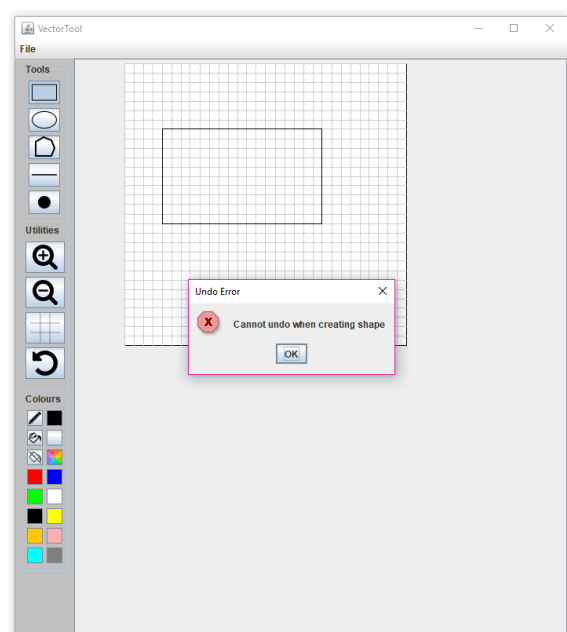 VectorTool
File
Tools
Utilities
Undo Error
Cannot undo when creating shape
OK
Colours